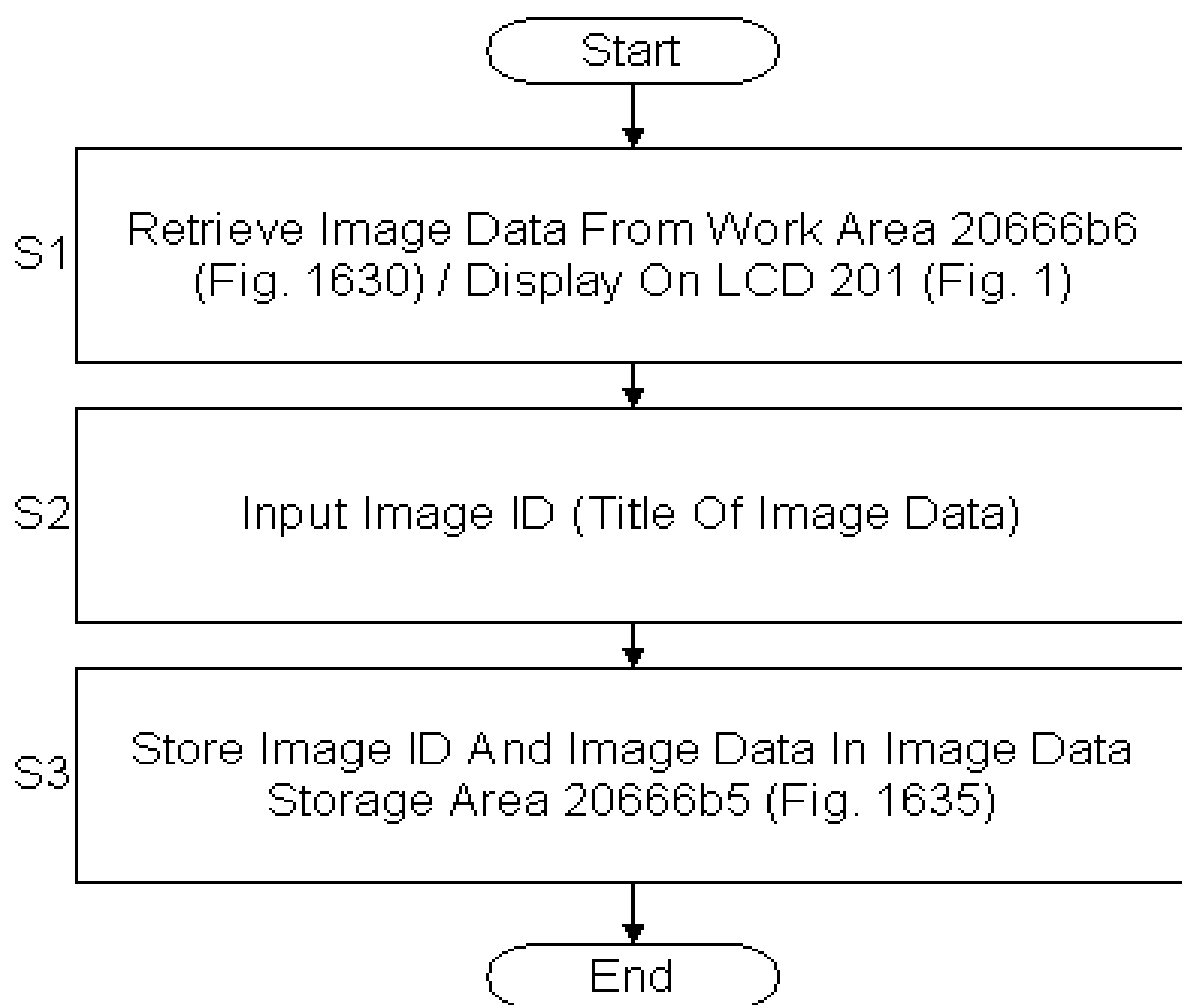 Start
S1
Retrieve Image Data From Work Area 20666b6
(Fig. 1630) / Display On LCD 201 (Fig. 1)
S2
Input Image ID (Title Of Image Data)
S3
Store Image ID And Image Data In Image Data
Storage Area 20666b5 (Fig. 1635)
End